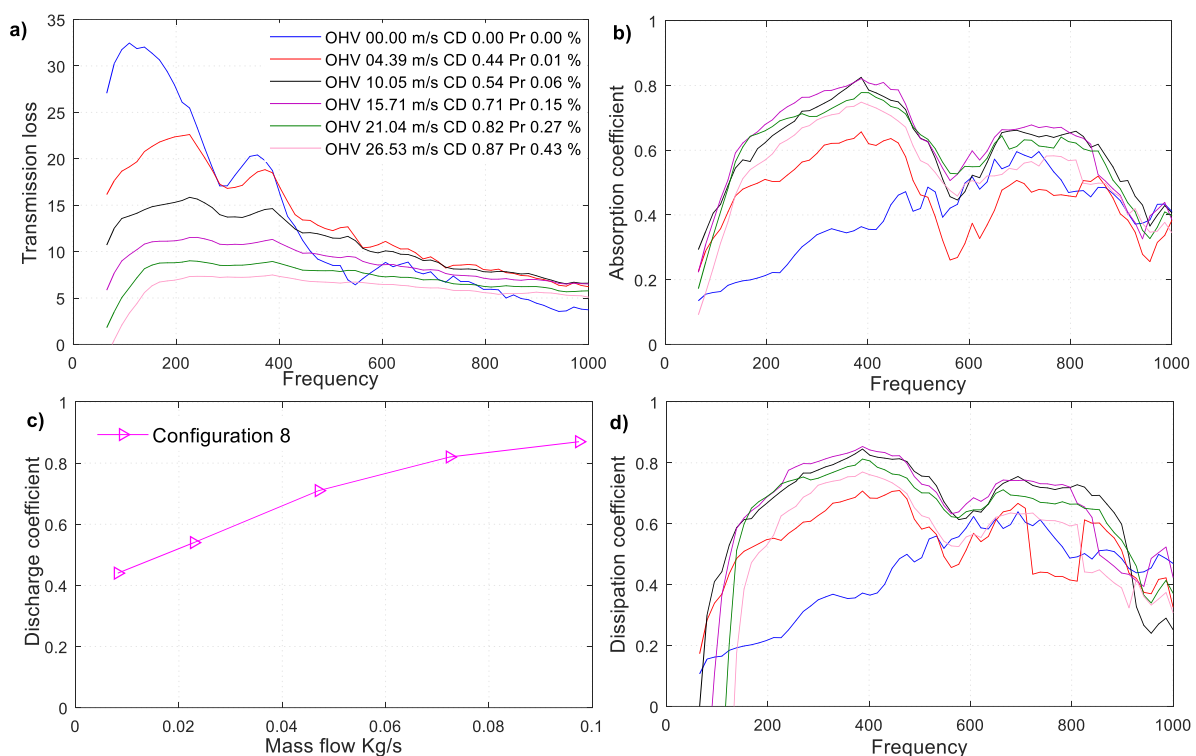 a)
35
30
25
20
15
10
5
0
Transmission loss
OHV 00.00 m/s CD 0.00 Pr 0.00 %
OHV 04.39 m/s CD 0.44 Pr 0.01 %
OHV 10.05 m/s CD 0.54 Pr 0.06 %
OHV 15.71 m/s CD 0.71 Pr 0.15 %
OHV 21.04 m/s CD 0.82 Pr 0.27 %
OHV 26.53 m/s CD 0.87 Pr 0.43 %
0 200 400 600 800 1000
Frequency
b)
1
0.8
0.6
0.4
0.2
0
Absorption coefficient
0 200 400 600 800 1000
Frequency
c)
1
0.8
0.6
0.4
0.2
0
Discharge coefficient
Configuration 8
0 0.02 0.04 0.06 0.08 0.1
Mass flow Kg/s
d)
1
0.8
0.6
0.4
0.2
0
Dissipation coefficient
0 200 400 600 800 1000
Frequency